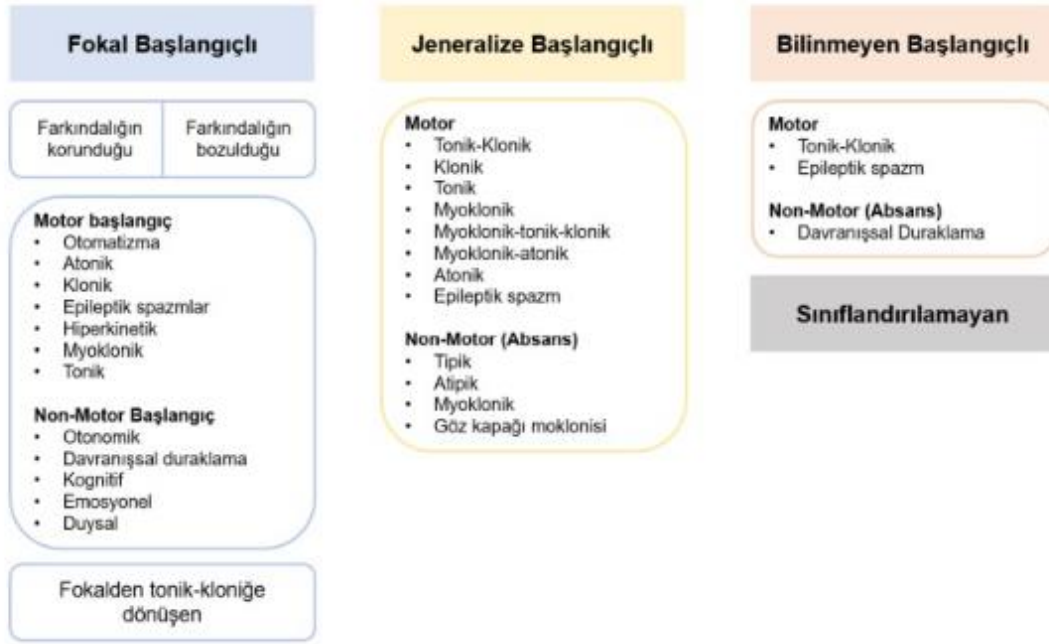 Fokal Başlangıçlı
Farkındalığın
korunduğu
Farkındalığın
bozulduğu
Motor başlangıç
• Otomatizma
• Atonik
• Klonik
• Epileptik spazmlar
• Hiperkinetik
• Myoklonik
• Tonik
Non-Motor Başlangıç
• Otonomik
• Davranışsal duraklama
• Kognitif
• Emosyonel
• Duysal
Fokalden tonik-kloniğe
dönüşen
Jeneralize Başlangıçlı
Motor
• Tonik-Klonik
• Klonik
• Tonik
• Myoklonik
• Myoklonik-tonik-klonik
• Myoklonik-atonik
• Atonik
• Epileptik spazm
Non-Motor (Absans)
• Tipik
• Atipik
• Myoklonik
• Göz kapağı moklonisi
Bilinmeyen Başlangıçlı
Motor
• Tonik-Klonik
• Epileptik spazm
Non-Motor (Absans)
• Davranışsal Duraklama
Sınıflandırılamayan